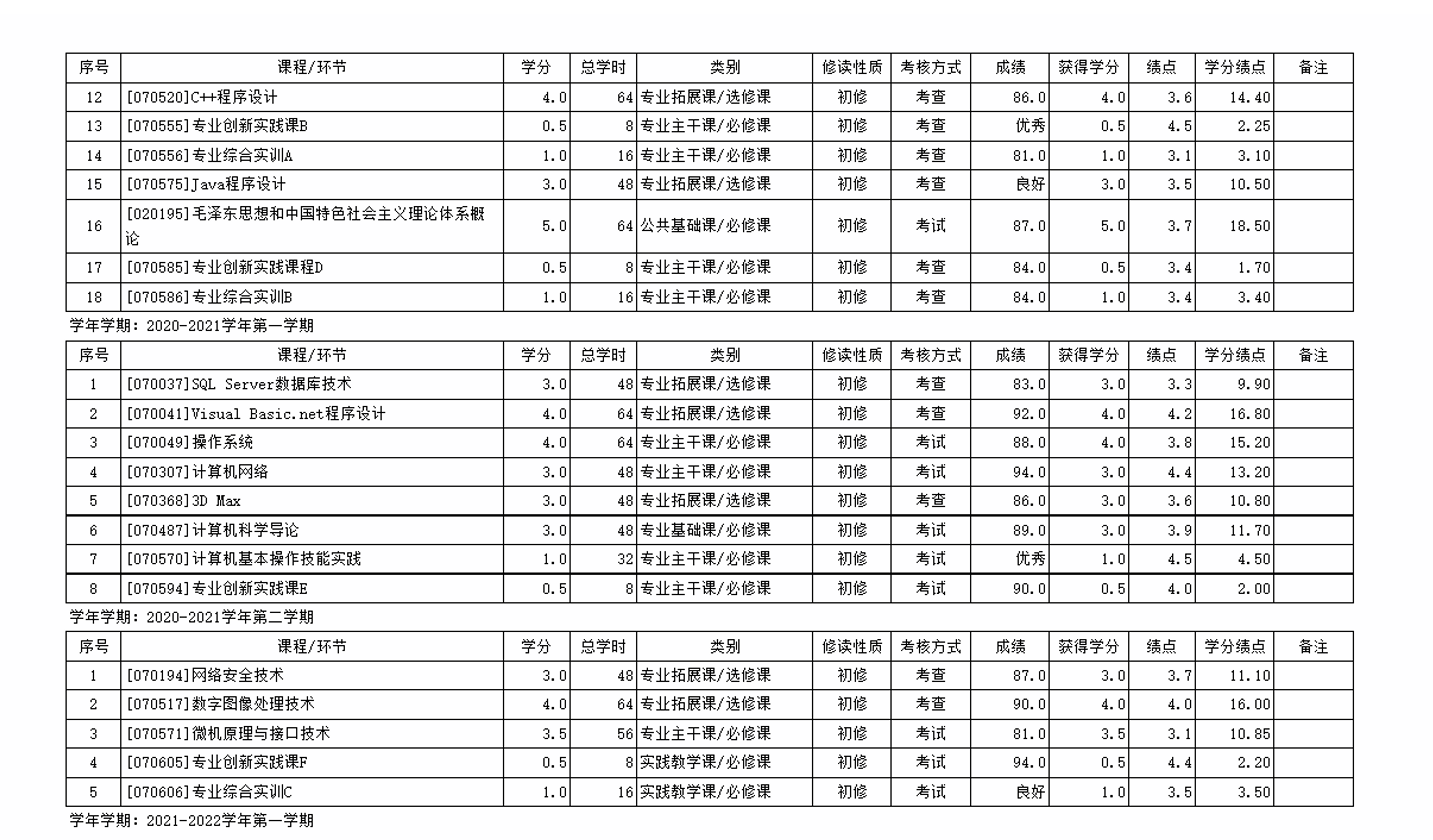 序号 课程/环节 学分 总学时 类别 修读性质 考核方式 成绩 获得学分 绩点 学分绩点 备注
12 [070520]C++程序设计 4.0 64 专业拓展课/选修课 初修 考查 86.0 4.0 3.6 14.40
13 [070555]专业创新实践课B 0.5 8 专业主干课/必修课 初修 考查 优秀 0.5 4.5 2.25
14 [070556]专业综合实训A 1.0 16 专业主干课/必修课 初修 考查 81.0 1.0 3.1 3.10
15 [070575]Java程序设计 3.0 48 专业拓展课/选修课 初修 考查 良好 3.0 3.5 10.50
16 [020195]毛泽东思想和中国特色社会主义理论体系概
论 5.0 64 公共基础课/必修课 初修 考试 87.0 5.0 3.7 18.50
17 [070585]专业创新实践课程D 0.5 8 专业主干课/必修课 初修 考查 84.0 0.5 3.4 1.70
18 [070586]专业综合实训B 1.0 16 专业主干课/必修课 初修 考查 84.0 1.0 3.4 3.40
学年学期: 2020-2021学年第一学期
序号 课程/环节 学分 总学时 类别 修读性质 考核方式 成绩 获得学分 绩点 学分绩点 备注
1 [070037]SQL Server数据库技术 3.0 48 专业拓展课/选修课 初修 考查 83.0 3.0 3.3 9.90
2 [070041]Visual Basic.net程序设计 4.0 64 专业拓展课/选修课 初修 考查 92.0 4.0 4.2 16.80
3 [070049]操作系统 4.0 64 专业主干课/必修课 初修 考试 88.0 4.0 3.8 15.20
4 [070307]计算机网络 3.0 48 专业主干课/必修课 初修 考试 94.0 3.0 4.4 13.20
5 [070368]3D Max 3.0 48 专业拓展课/选修课 初修 考查 86.0 3.0 3.6 10.80
6 [070487]计算机科学导论 3.0 48 专业基础课/必修课 初修 考试 89.0 3.0 3.9 11.70
7 [070570]计算机基本操作技能实践 1.0 32 专业主干课/必修课 初修 考试 优秀 1.0 4.5 4.50
8 [070594]专业创新实践课E 0.5 8 专业主干课/必修课 初修 考试 90.0 0.5 4.0 2.00
学年学期: 2020-2021学年第二学期
序号 课程/环节 学分 总学时 类别 修读性质 考核方式 成绩 获得学分 绩点 学分绩点 备注
1 [070194]网络安全技术 3.0 48 专业拓展课/选修课 初修 考查 87.0 3.0 3.7 11.10
2 [070517]数字图像处理技术 4.0 64 专业拓展课/选修课 初修 考查 90.0 4.0 4.0 16.00
3 [070571]微机原理与接口技术 3.5 56 专业主干课/必修课 初修 考试 81.0 3.5 3.1 10.85
4 [070605]专业创新实践课F 0.5 8 实践教学课/必修课 初修 考试 94.0 0.5 4.4 2.20
5 [070606]专业综合实训C 1.0 16 实践教学课/必修课 初修 考试 良好 1.0 3.5 3.50
学年学期: 2021-2022学年第一学期